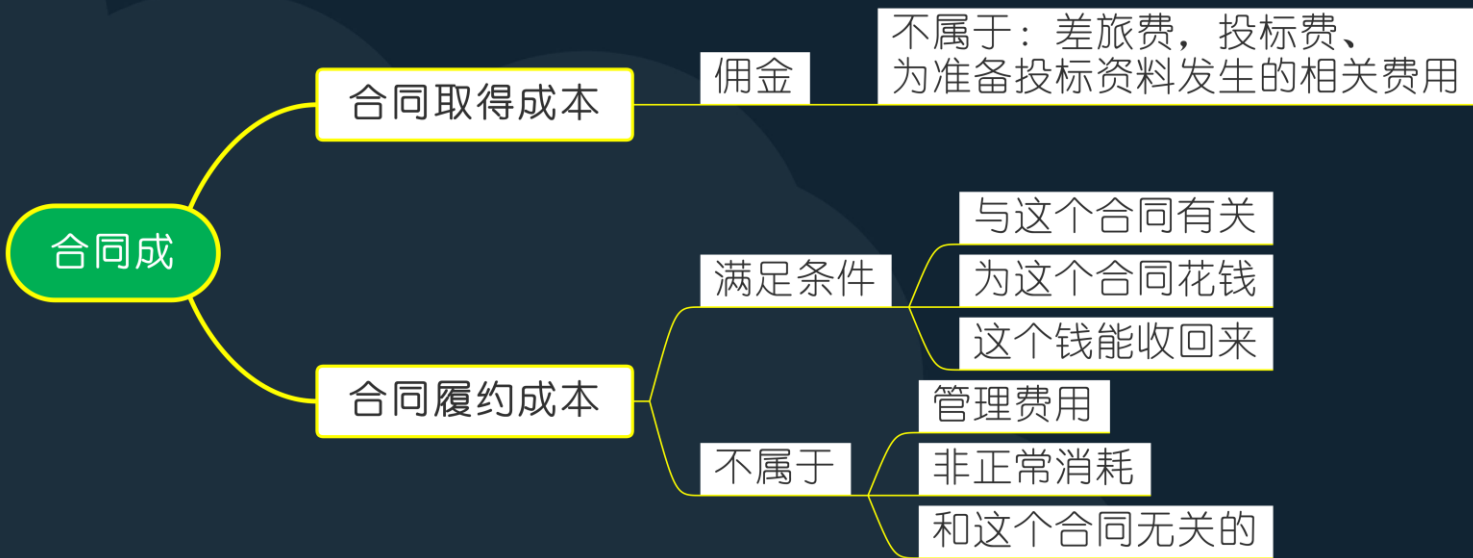 合同成
合同取得成本
佣金
不属于：差旅费，投标费、
为准备投标资料发生的相关费用
合同履约成本
满足条件
与这个合同有关
为这个合同花钱
这个钱能收回来
不属于
管理费用
非正常消耗
和这个合同无关的